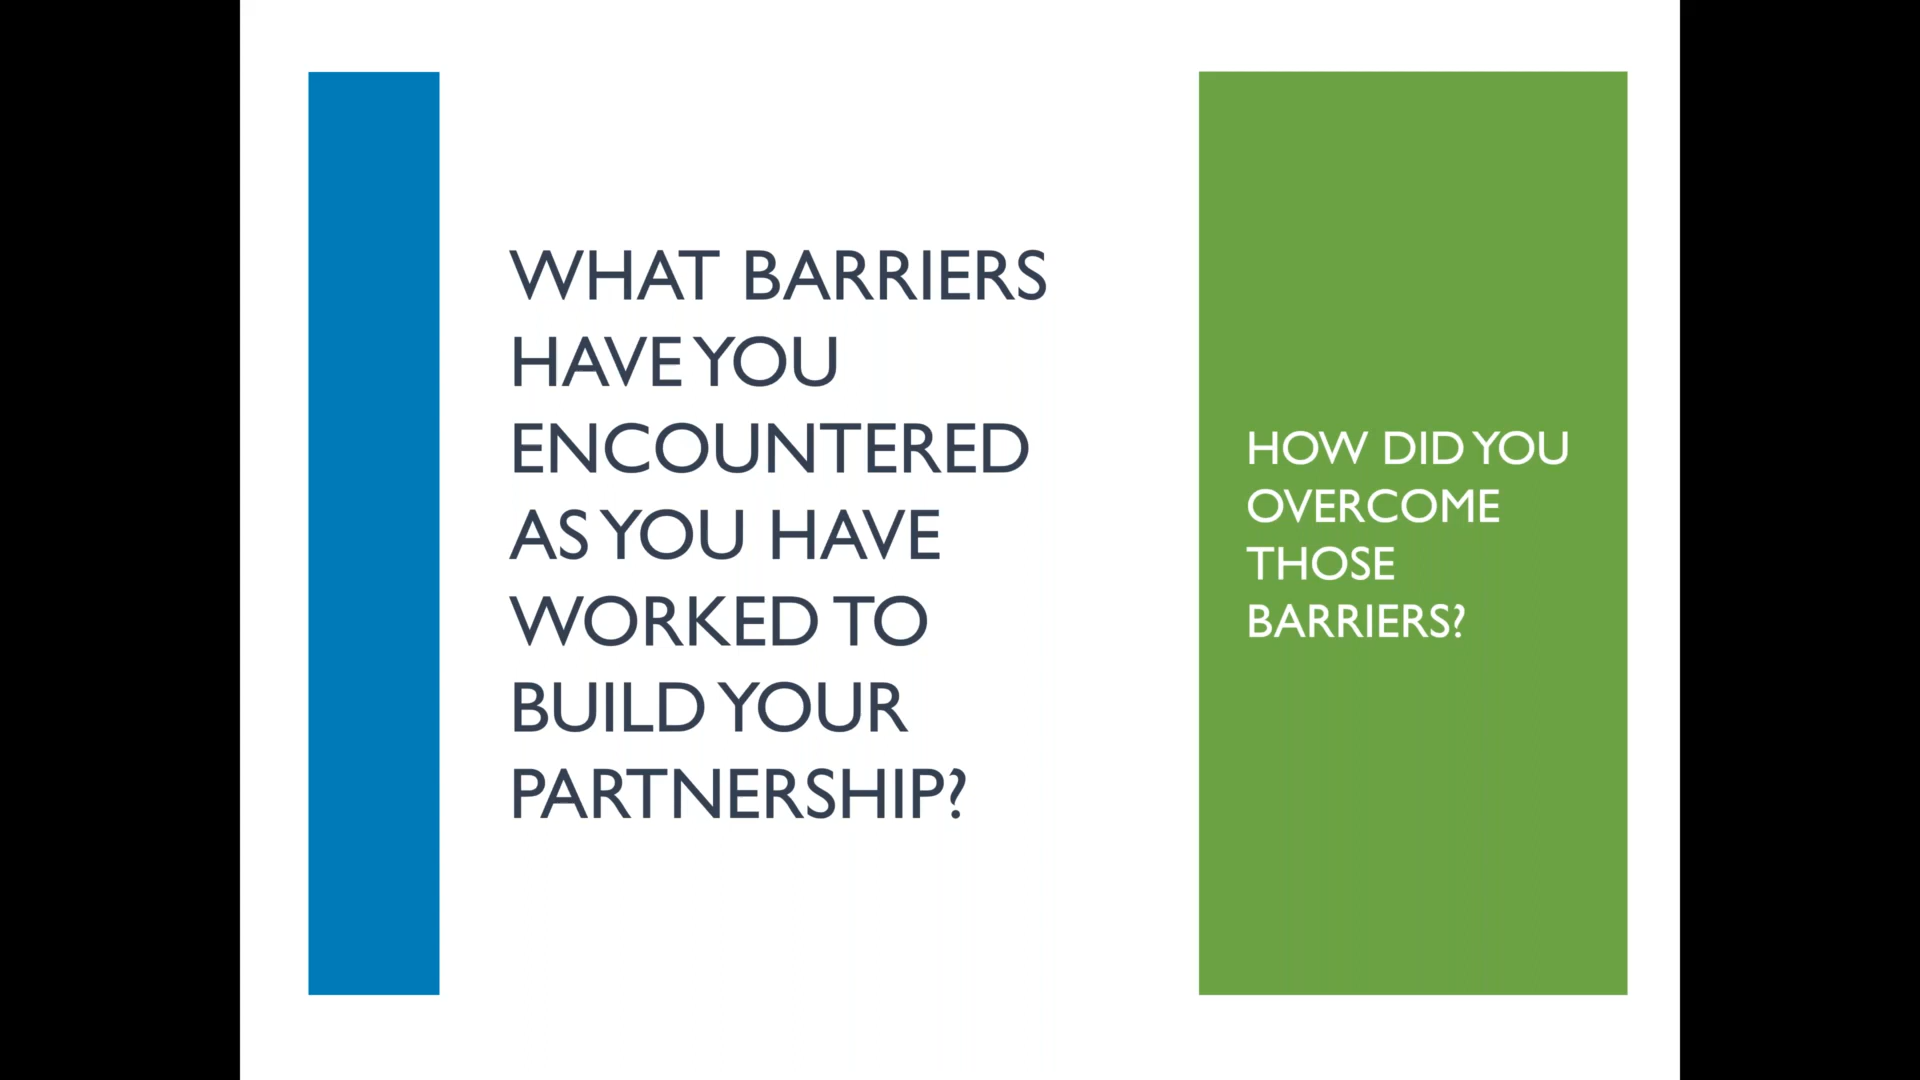 WHAT BARRIERS
HAVE YOU
ENCOUNTERED
AS YOU HAVE
WORKED TO
BUILD YOUR
PARTNERSHIP?
HOW DID YOU
OVERCOME
THOSE
BARRIERS?